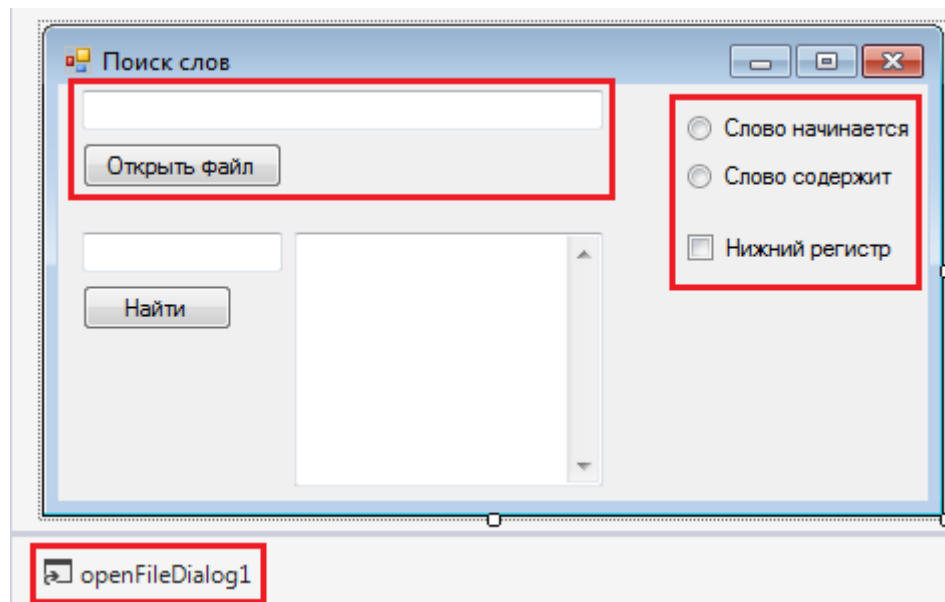 Поиск слов
Слово начинается
Открыть файл
Слово содержит
Нижний регистр
Найти
openFileDialog1